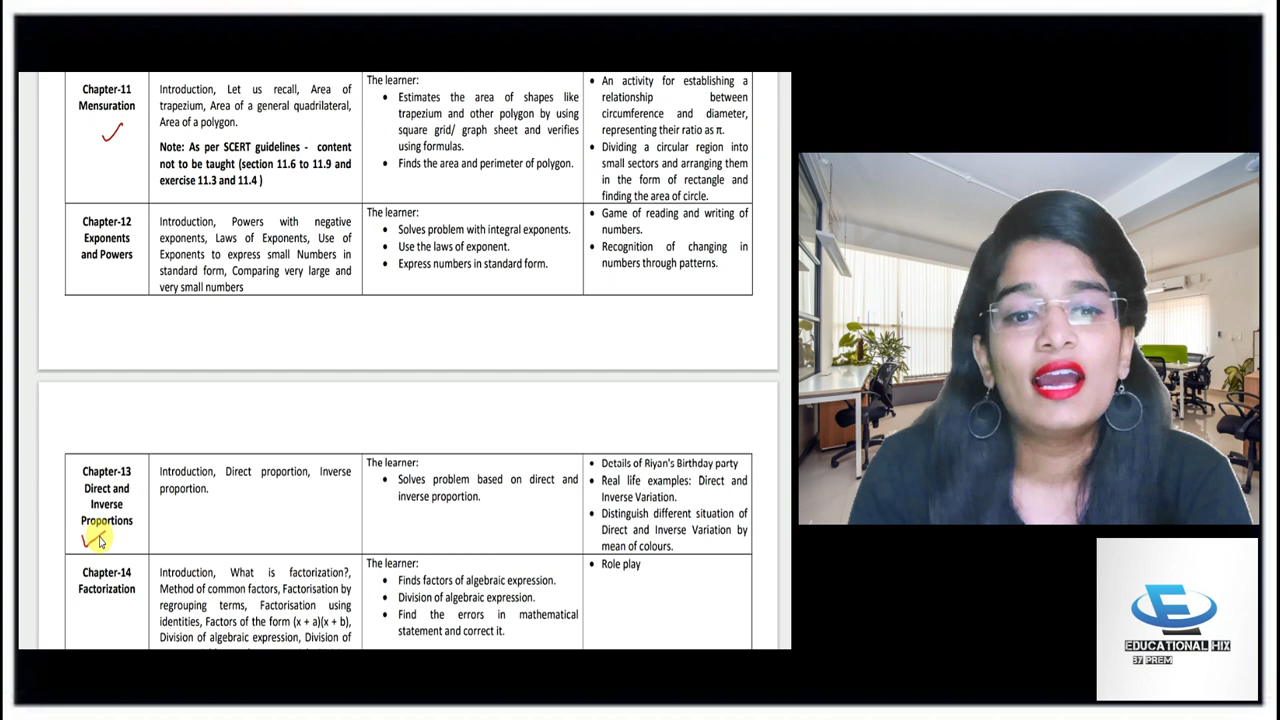 Chapter-11
Mensuration
Introduction, Let us recall, Area of
trapezium, Area of a general quadrilateral,
Area of a polygon.
Note: As per SCERT guidelines - content
not to be taught (section 11.6 to 11.9 and
exercise 11.3 and 11.4 )
The learner:
• Estimates the area of shapes like
trapezium and other polygon by using
square grid/ graph sheet and verifies
using formulas.
• Finds the area and perimeter of polygon.
• An activity for establishing a
relationship between
circumference and diameter,
representing their ratio as π.
• Dividing a circular region into
small sectors and arranging them
in the form of rectangle and
finding the area of circle.
Chapter-12
Exponents
and Powers
Introduction, Powers with negative
exponents, Laws of Exponents, Use of
Exponents to express small Numbers in
standard form, Comparing very large and
very small numbers
The learner:
• Solves problem with integral exponents.
• Use the laws of exponent.
• Express numbers in standard form.
• Game of reading and writing of
numbers.
• Recognition of changing in
numbers through patterns.
Chapter-13
Direct and
Inverse
Proportions
Introduction, Direct proportion, Inverse
proportion.
The learner:
• Solves problem based on direct and
inverse proportion.
• Details of Riyan's Birthday party
• Real life examples: Direct and
Inverse Variation.
• Distinguish different situation of
Direct and Inverse Variation by
mean of colours.
Chapter-14
Factorization
Introduction, What is factorization?,
Method of common factors, Factorisation by
regrouping terms, Factorisation using
identities, Factors of the form (x + a)(x + b),
Division of algebraic expression, Division of
The learner:
• Finds factors of algebraic expression.
• Division of algebraic expression.
• Find the errors in mathematical
statement and correct it.
• Role play
EDUCATIONAL HIX
37 PREM